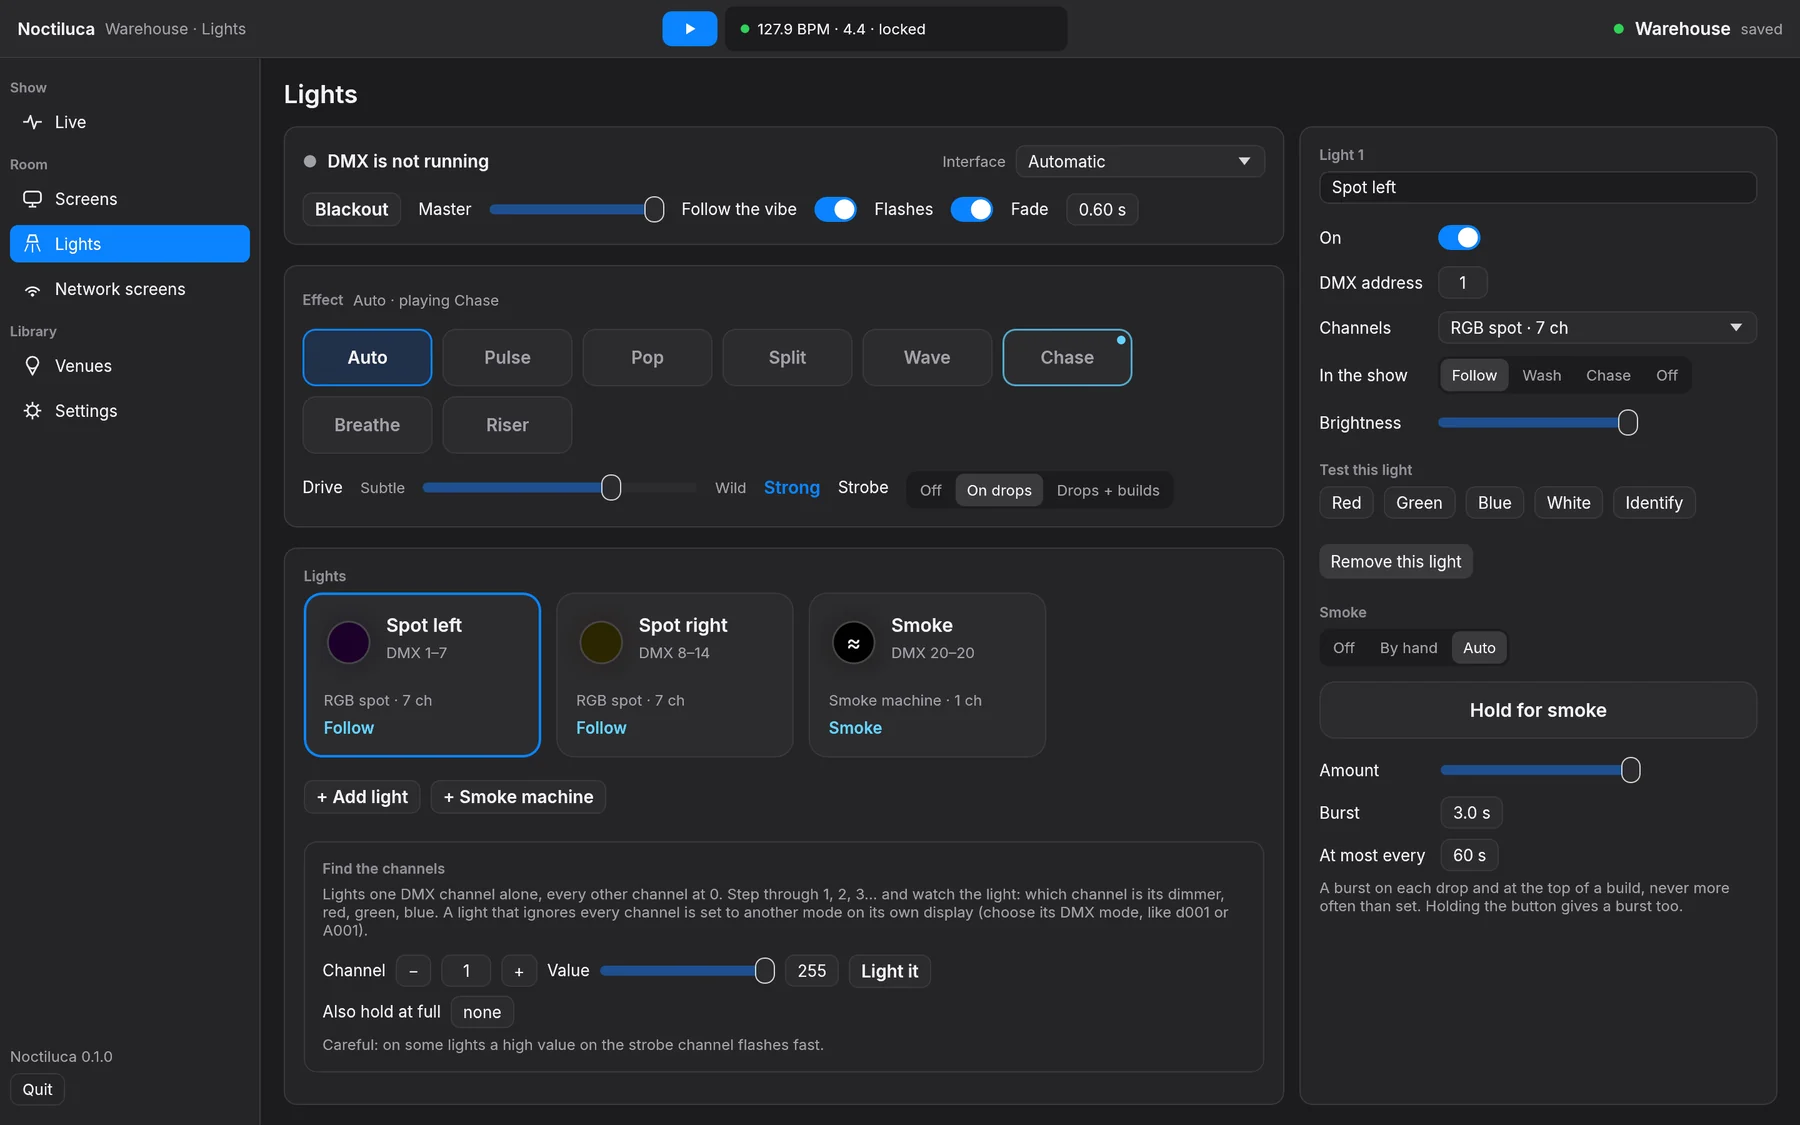 Noctiluca Warehouse · Lights
127.9 BPM · 4.4 · locked
Warehouse saved
Show
Live
Room
Screens
Lights
Network screens
Library
Venues
Settings
Noctiluca 0.1.0
Quit
Lights
DMX is not running
Interface Automatic
Blackout Master Follow the vibe Flashes Fade 0.60 s
Effect Auto · playing Chase
Auto Pulse Pop Split Wave Chase
Breathe Riser
Drive Subtle Wild Strong Strobe Off On drops Drops + builds
Lights
Spot left
DMX 1–7
RGB spot · 7 ch
Follow
Spot right
DMX 8–14
RGB spot · 7 ch
Follow
≈
Smoke
DMX 20–20
Smoke machine · 1 ch
Smoke
+ Add light + Smoke machine
Find the channels
Lights one DMX channel alone, every other channel at 0. Step through 1, 2, 3… and watch the light: which channel is its dimmer,
red, green, blue. A light that ignores every channel is set to another mode on its own display (choose its DMX mode, like d001 or
A001).
Channel − 1 + Value 255 Light it
Also hold at full none
Careful: on some lights a high value on the strobe channel flashes fast.
Light 1
Spot left
On
DMX address 1
Channels RGB spot · 7 ch
In the show Follow Wash Chase Off
Brightness
Test this light
Red Green Blue White Identify
Remove this light
Smoke
Off By hand Auto
Hold for smoke
Amount
Burst 3.0 s
At most every 60 s
A burst on each drop and at the top of a build, never more
often than set. Holding the button gives a burst too.